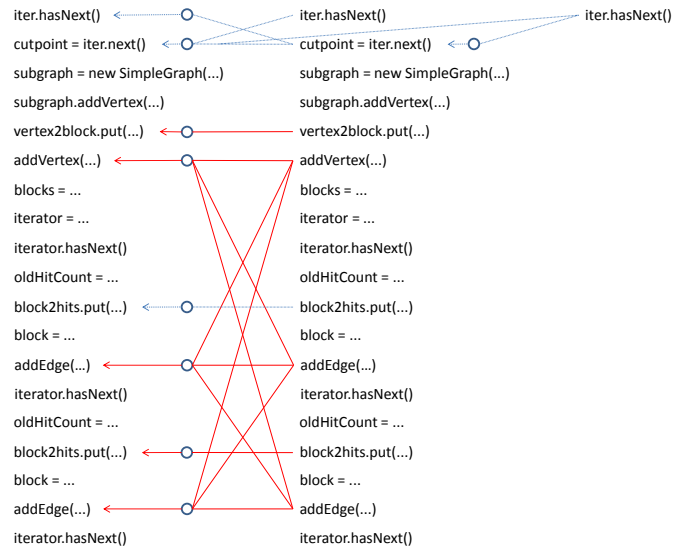 iter.hasNext() iter.hasNext() iter.hasNext()
cutpoint = iter.next() cutpoint = iter.next()
subgraph = new SimpleGraph(...) subgraph = new SimpleGraph(...)
subgraph.addVertex(...) subgraph.addVertex(...)
vertex2block.put(...) vertex2block.put(...)
addVertex(...) addVertex(...)
blocks = ... blocks = ...
iterator = ... iterator = ...
iterator.hasNext() iterator.hasNext()
oldHitCount = ... oldHitCount = ...
block2hits.put(...) block2hits.put(...)
block = ... block = ...
addEdge(...) addEdge(...)
iterator.hasNext() iterator.hasNext()
oldHitCount = ... oldHitCount = ...
block2hits.put(...) block2hits.put(...)
block = ... block = ...
addEdge(...) addEdge(...)
iterator.hasNext() iterator.hasNext()